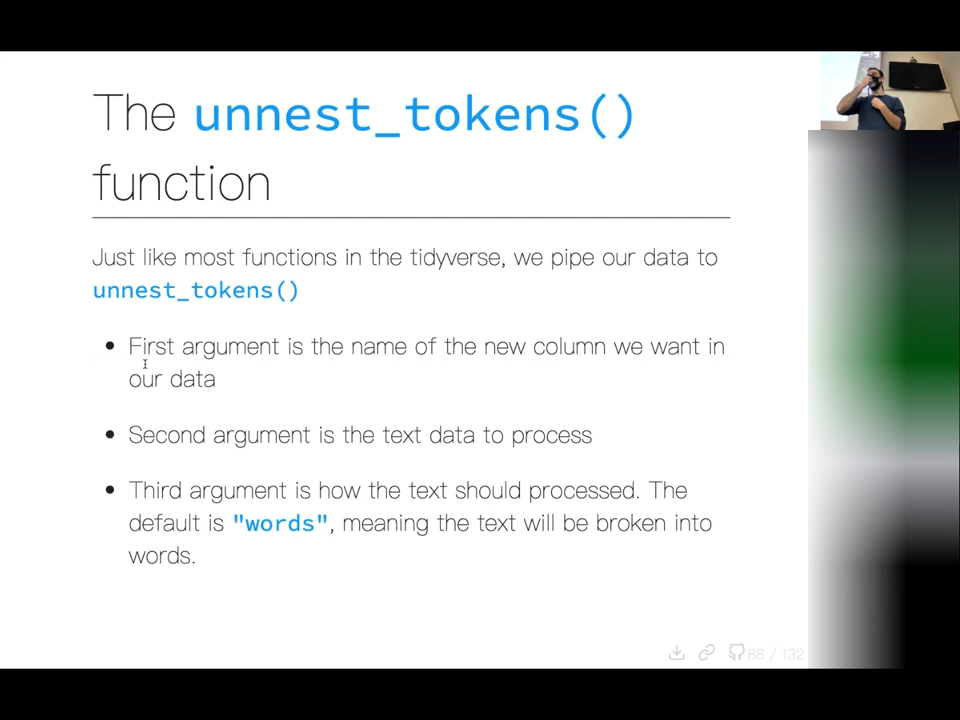 The unnest_tokens()
function
Just like most functions in the tidyverse, we pipe our data to
unnest_tokens()
• First argument is the name of the new column we want in
our data
• Second argument is the text data to process
• Third argument is how the text should processed. The
default is "words", meaning the text will be broken into
words.
88 / 132